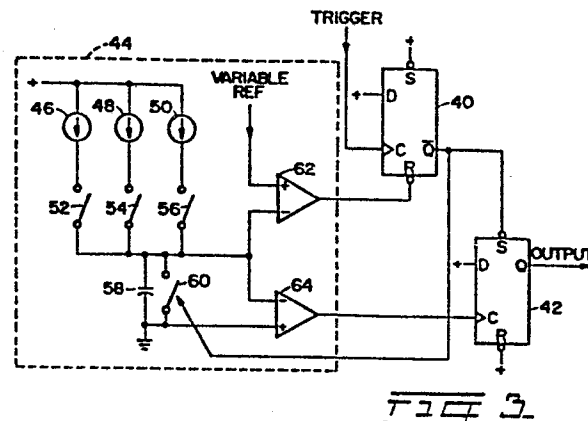 TRIGGER
44
+
46
48
50
VARIABLE
REF
+
S
+
D
40
C
Q̅
R
62
+
-
52
54
56
58
60
64
-
+
S
+
D
Q
OUTPUT
C
42
R
+
FIG 3